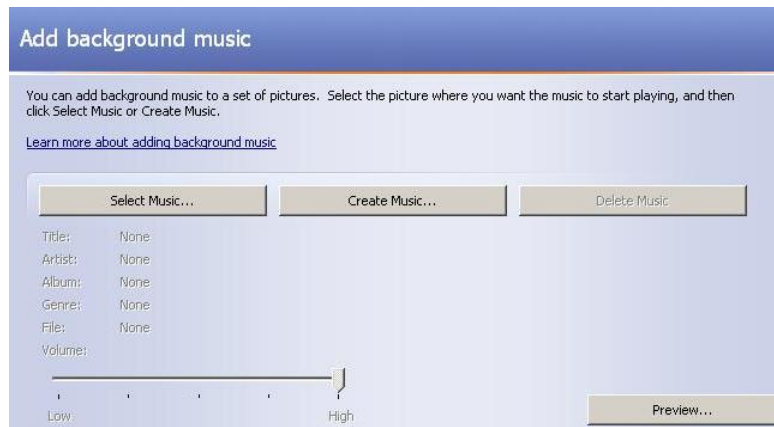 Add background music
You can add background music to a set of pictures.  Select the picture where you want the music to start playing, and then
click Select Music or Create Music.
Learn more about adding background music
Select Music... Create Music... Delete Music
Title: None
Artist: None
Album: None
Genre: None
File: None
Volume:
Low High
Preview...